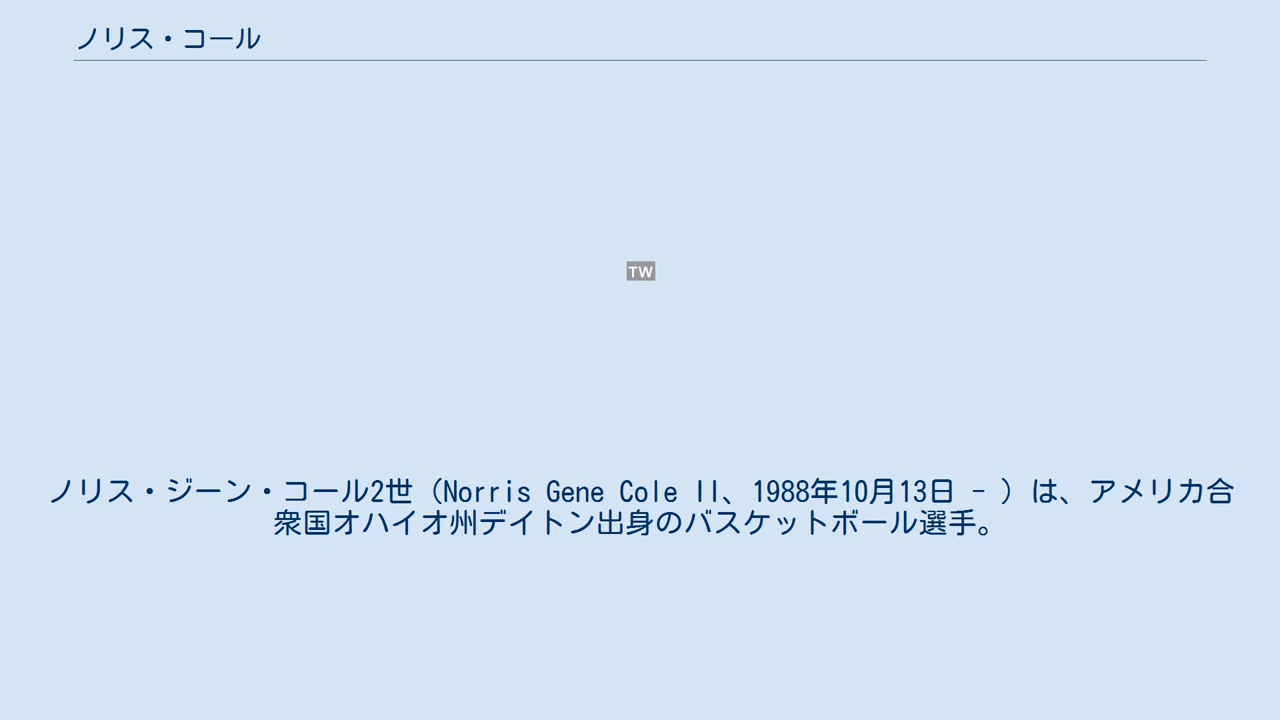 ノリス・コール
TW
ノリス・ジーン・コール2世（Norris Gene Cole II、1988年10月13日 - ）は、アメリカ合
衆国オハイオ州デイトン出身のバスケットボール選手。